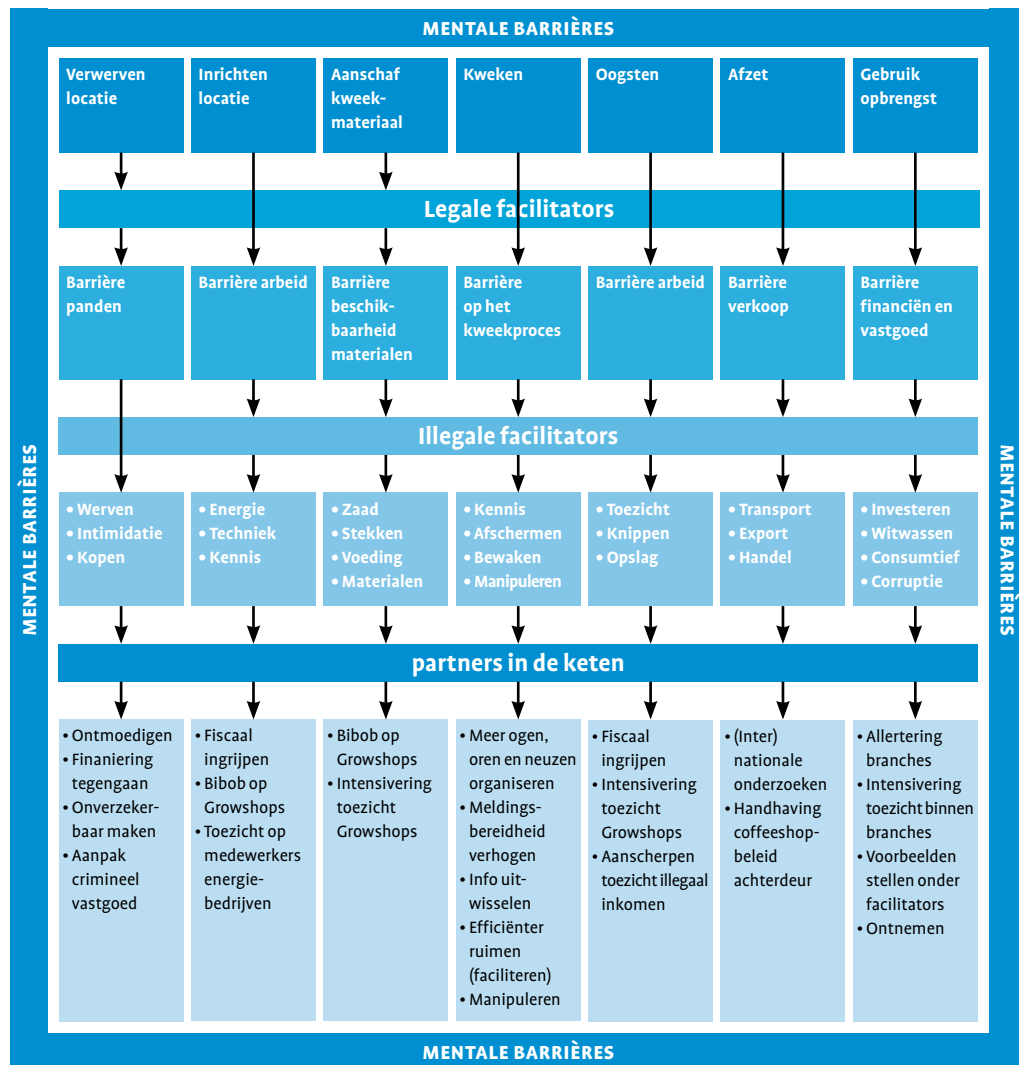 MENTALE BARRIÈRES
MENTALE BARRIÈRES
Verwerven
locatie
Inrichten
locatie
Aanschaf
kweek-
materiaal
Kweken
Oogsten
Afzet
Gebruik
opbrengst
Legale facilitators
Barrière
panden
Barrière arbeid
Barrière
beschik-
baarheid
materialen
Barrière
op het
kweekproces
Barrière arbeid
Barrière
verkoop
Barrière
financiën en
vastgoed
Illegale facilitators
• Werven
• Intimidatie
• Kopen
• Energie
• Techniek
• Kennis
• Zaad
• Stekken
• Voeding
• Materialen
• Kennis
• Afschermen
• Bewaken
• Manipuleren
• Toezicht
• Knippen
• Opslag
• Transport
• Export
• Handel
• Investeren
• Witwassen
• Consumtief
• Corruptie
partners in de keten
• Ontmoedigen
• Finaniering
tegengaan
• Onverzeker-
baar maken
• Aanpak
crimineel
vastgoed
• Fiscaal
ingrijpen
• Bibob op
Growshops
• Toezicht op
medewerkers
energie-
bedrijven
• Bibob op
Growshops
• Intensivering
toezicht
Growshops
• Meer ogen,
oren en neuzen
organiseren
• Meldings-
bereidheid
verhogen
• Info uit-
wisselen
• Efficiënter
ruimen
(faciliteren)
• Manipuleren
• Fiscaal
ingrijpen
• Intensivering
toezicht
Growshops
• Aanscherpen
toezicht illegaal
inkomen
• (Inter)
nationale
onderzoeken
• Handhaving
coffeeshop-
beleid
achterdeur
• Allertering
branches
• Intensivering
toezicht binnen
branches
• Voorbeelden
stellen onder
facilitators
• Ontnemen
MENTALE BARRIÈRES
MENTALE BARRIÈRES